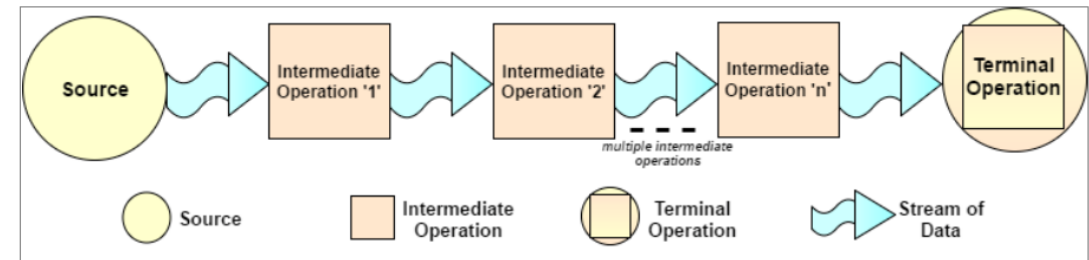 Source
Intermediate
Operation '1'
Intermediate
Operation '2'
multiple intermediate
operations
Intermediate
Operation 'n'
Terminal
Operation
Source
Intermediate
Operation
Terminal
Operation
Stream of
Data